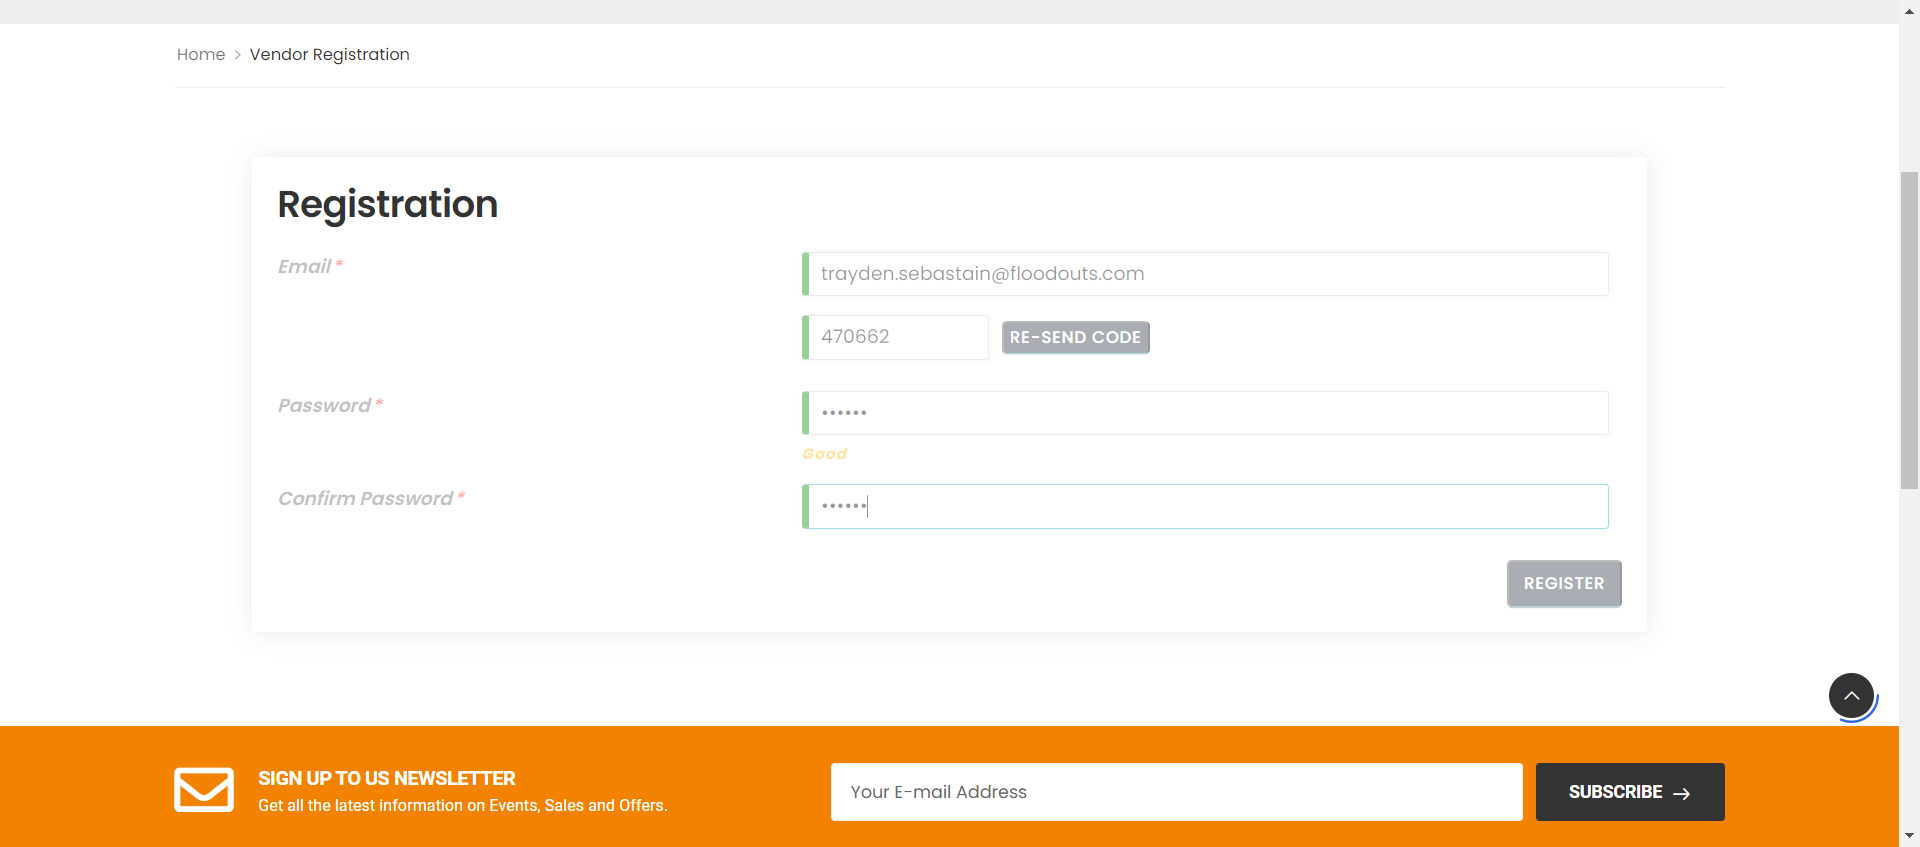 Home > Vendor Registration
Registration
Email *
trayden.sebastain@floodouts.com
470662 RE-SEND CODE
Password *
••••••
Good
Confirm Password *
••••••
REGISTER
SIGN UP TO US NEWSLETTER
Get all the latest information on Events, Sales and Offers.
Your E-mail Address
SUBSCRIBE →